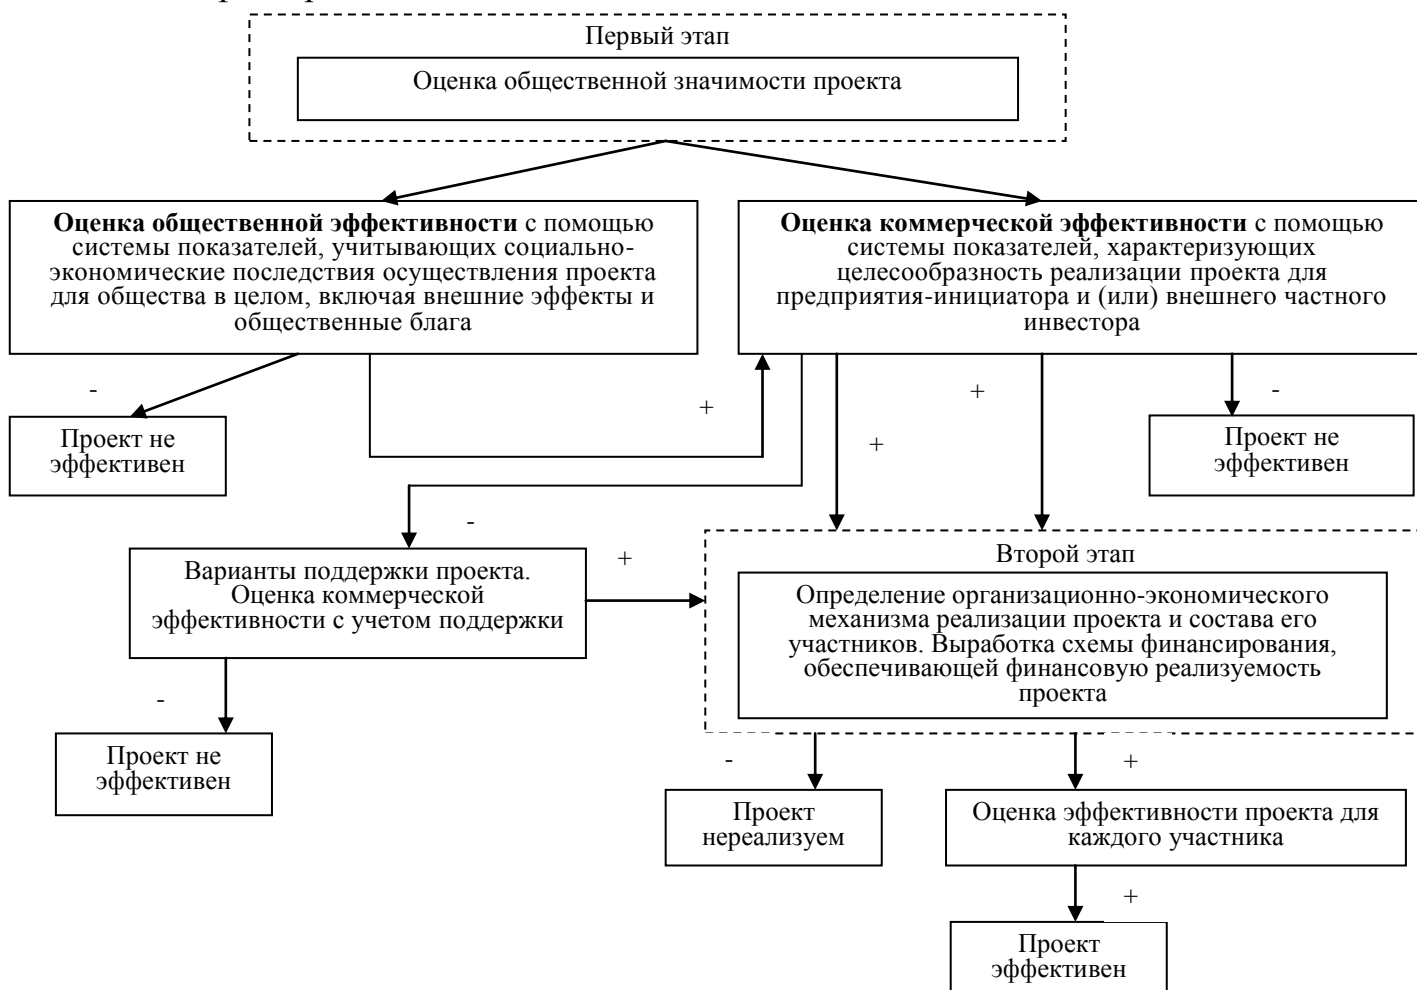 Первый этап
Оценка общественной значимости проекта
Оценка общественной эффективности с помощью
системы показателей, учитывающих социально-
экономические последствия осуществления проекта
для общества в целом, включая внешние эффекты и
общественные блага
Оценка коммерческой эффективности с помощью
системы показателей, характеризующих
целесообразность реализации проекта для
предприятия-инициатора и (или) внешнего частного
инвестора
-
+
+
+
-
Проект не
эффективен
Проект не
эффективен
-
Варианты поддержки проекта.
Оценка коммерческой
эффективности с учетом поддержки
+
Второй этап
Определение организационно-экономического
механизма реализации проекта и состава его
участников. Выработка схемы финансирования,
обеспечивающей финансовую реализуемость
проекта
-
Проект не
эффективен
-
+
Проект
нереализуем
Оценка эффективности проекта для
каждого участника
+
Проект
эффективен